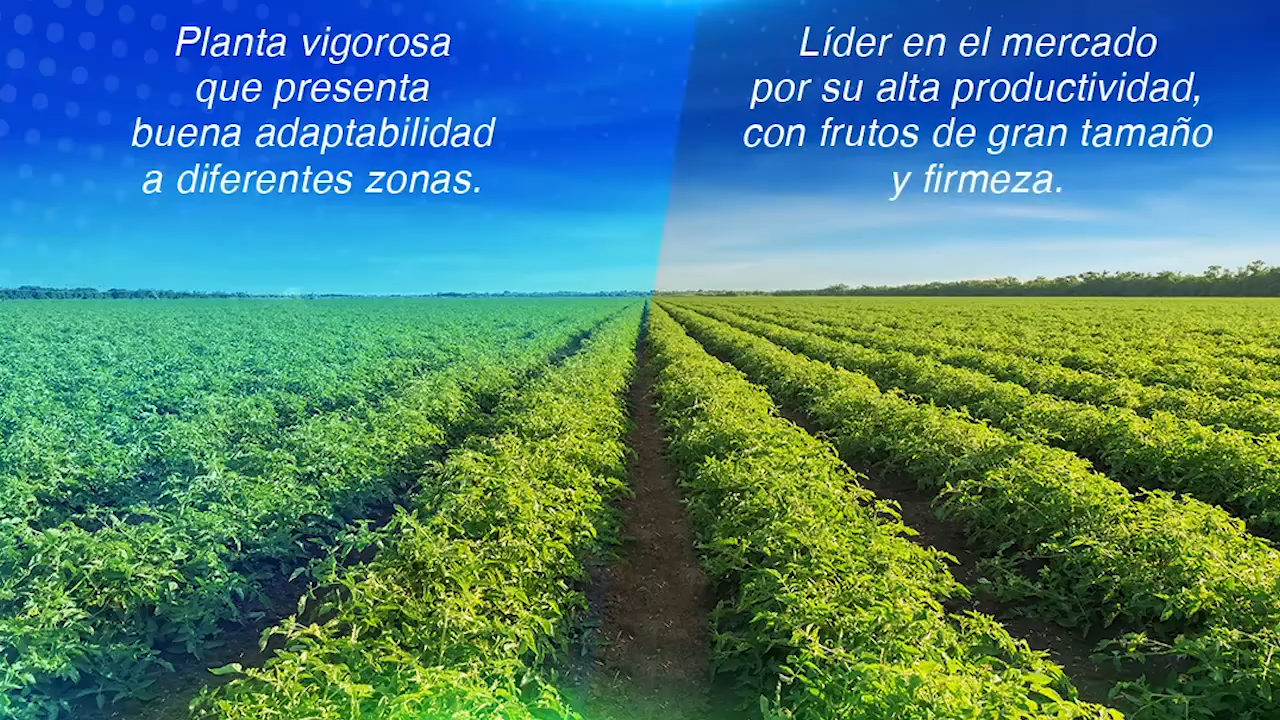 Planta vigorosa
que presenta
buena adaptabilidad
a diferentes zonas.
Líder en el mercado
por su alta productividad,
con frutos de gran tamaño
y firmeza.